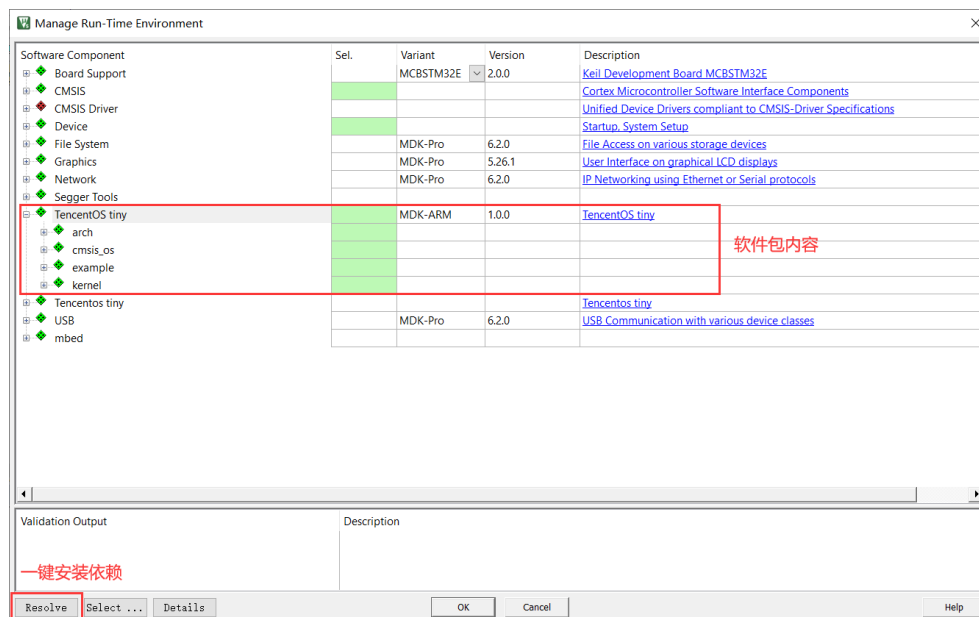 Manage Run-Time Environment
Software Component Sel. Variant Version Description
Board Support MCBSTM32E 2.0.0 Keil Development Board MCBSTM32E
CMSIS Cortex Microcontroller Software Interface Components
CMSIS Driver Unified Device Drivers compliant to CMSIS-Driver Specifications
Device Startup, System Setup
File System MDK-Pro 6.2.0 File Access on various storage devices
Graphics MDK-Pro 5.26.1 User Interface on graphical LCD displays
Network MDK-Pro 6.2.0 IP Networking using Ethernet or Serial protocols
Segger Tools
TencentOS tiny MDK-ARM 1.0.0 TencentOS tiny
arch
cmsis_os
软件包内容
example
kernel
Tencentos tiny Tencentos tiny
USB MDK-Pro 6.2.0 USB Communication with various device classes
mbed
Validation Output Description
一键安装依赖
Resolve Select ... Details OK Cancel Help